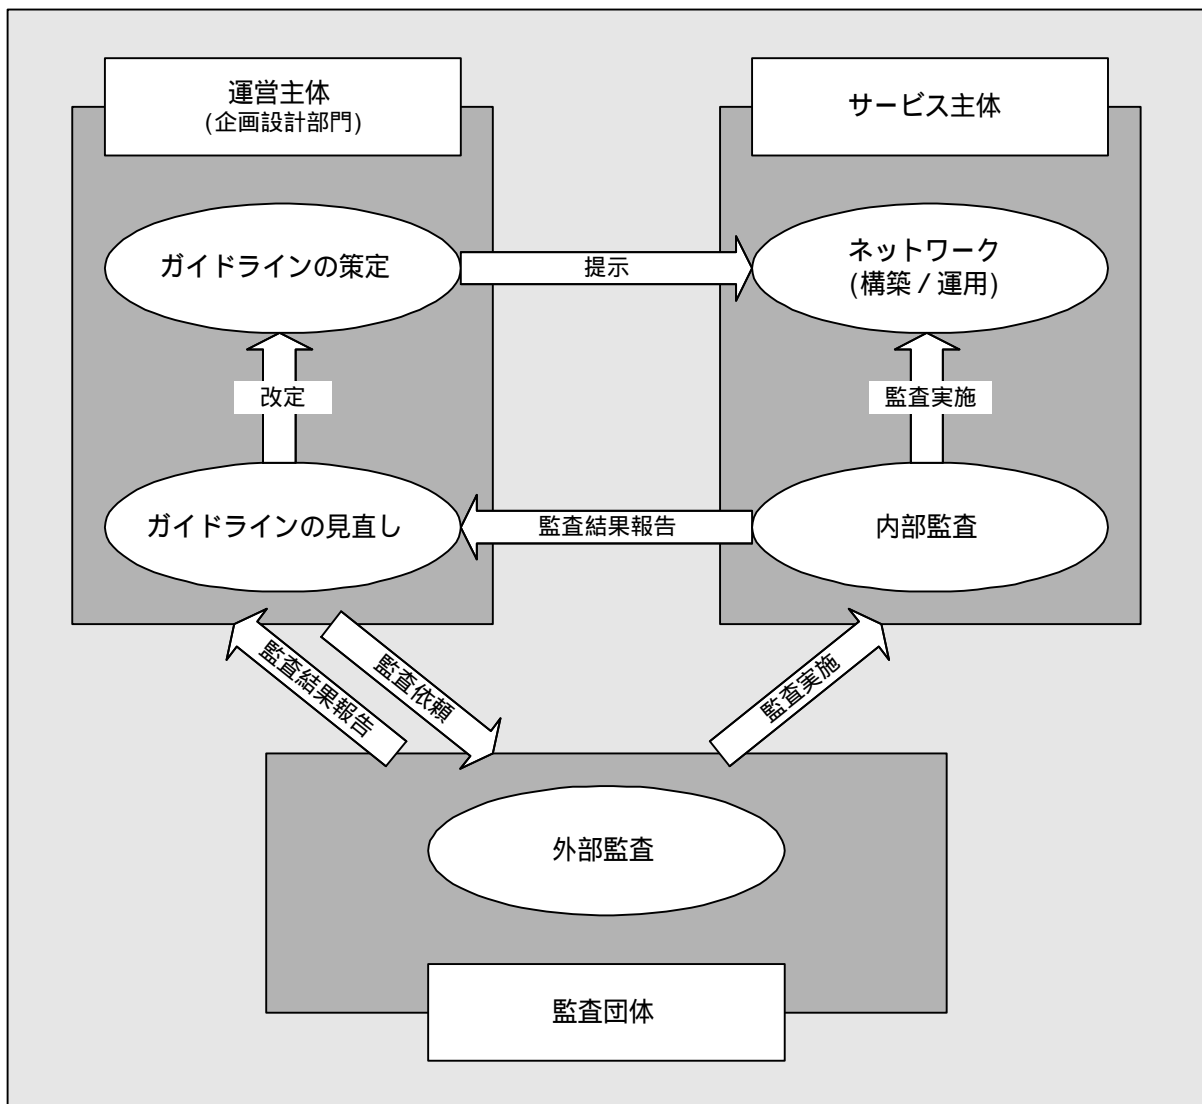 運営主体
(企画設計部門)
サービス主体
ガイドラインの策定
提示
ネットワーク
(構築 / 運用)
改定
監査実施
ガイドラインの見直し
監査結果報告
内部監査
監査結果報告
監査依頼
監査実施
外部監査
監査団体